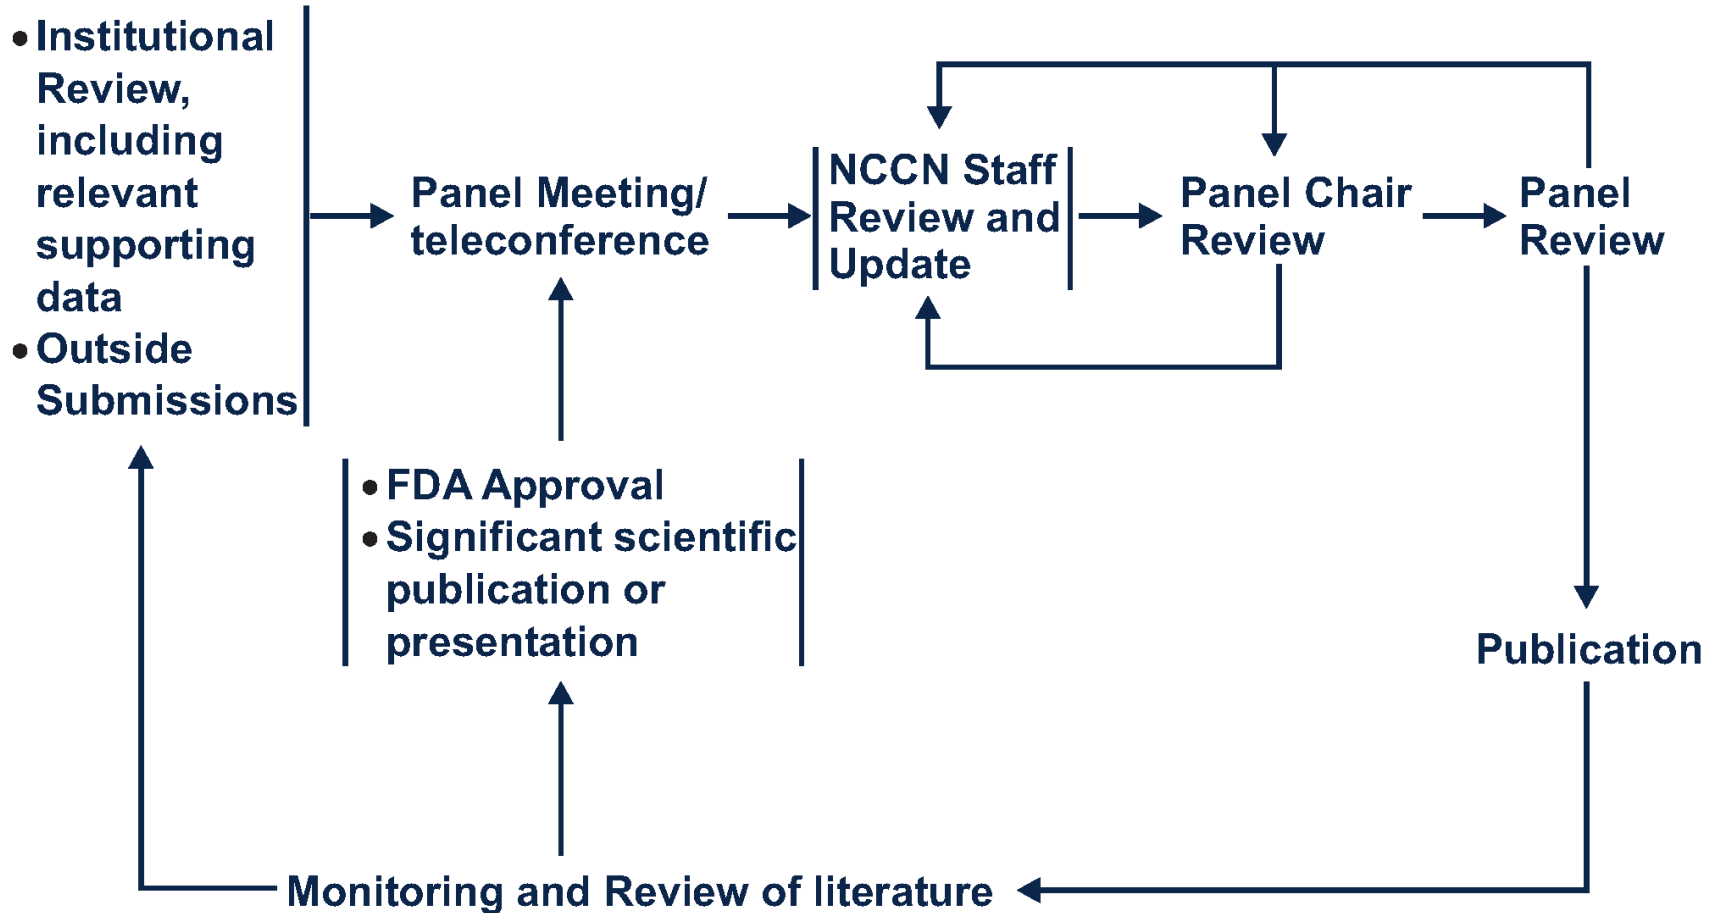 • Institutional
Review,
including
relevant
supporting
data
• Outside
Submissions
Panel Meeting/
teleconference
NCCN Staff
Review and
Update
Panel Chair
Review
Panel
Review
• FDA Approval
• Significant scientific
publication or
presentation
Publication
Monitoring and Review of literature